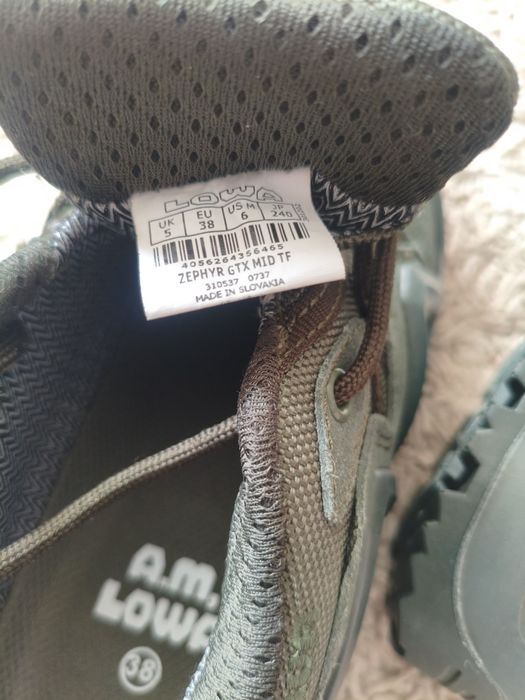 LOWA
UK EU US M JP
5 38 6 240
4056264356465
ZEPHYR GTX MID TF
310537 0737
MADE IN SLOVAKIA
A.M.
LOWA
38